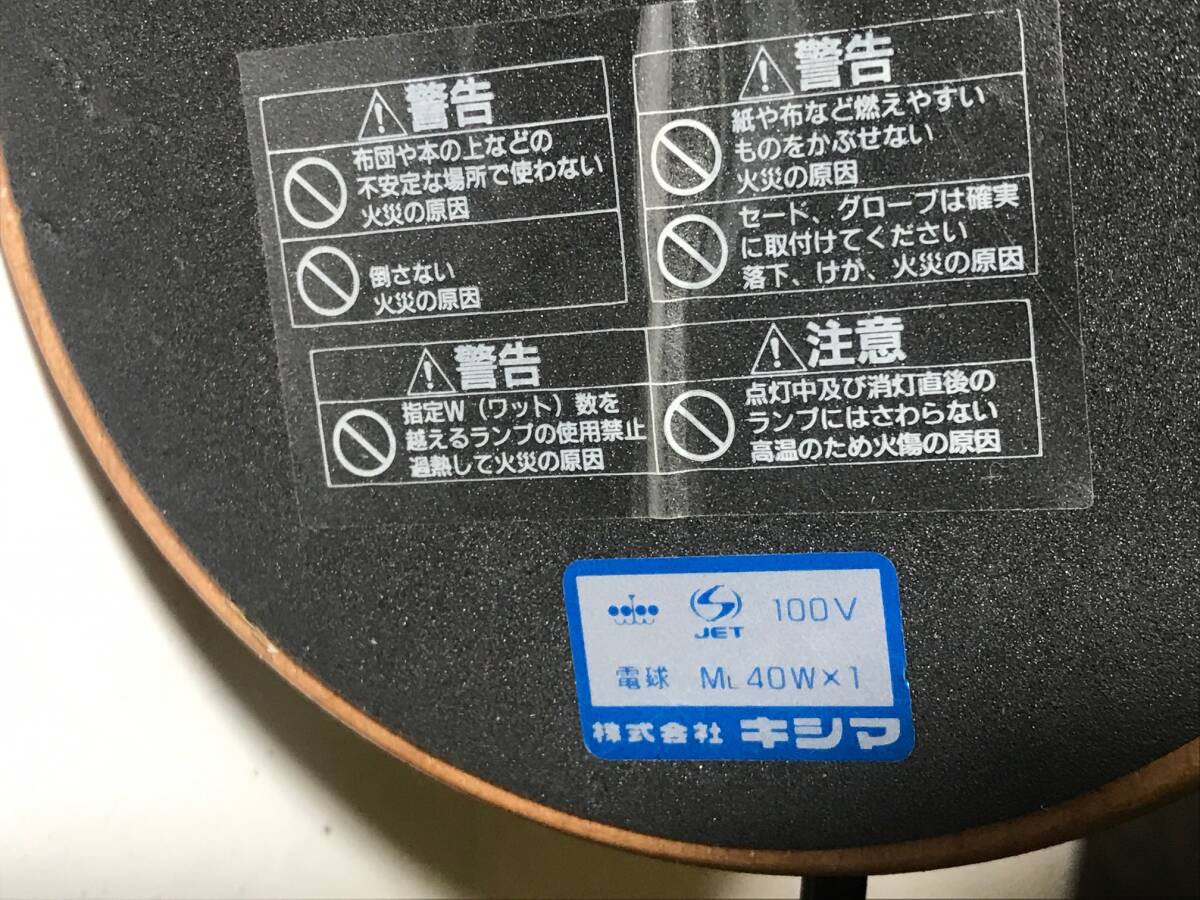 警告
布団や本の上などの
不安定な場所で使わない
火災の原因
倒さない
火災の原因
警告
紙や布など燃えやすい
ものをかぶせない
火災の原因
セード、グローブは確実
に取付けてください
落下、けが、火災の原因
警告
指定W(ワット)数を
越えるランプの使用禁止
過熱して火災の原因
注意
点灯中及び消灯直後の
ランプにはさわらない
高温のため火傷の原因
JET 100V
電球 ML 40W×1
株式会社 キシマ